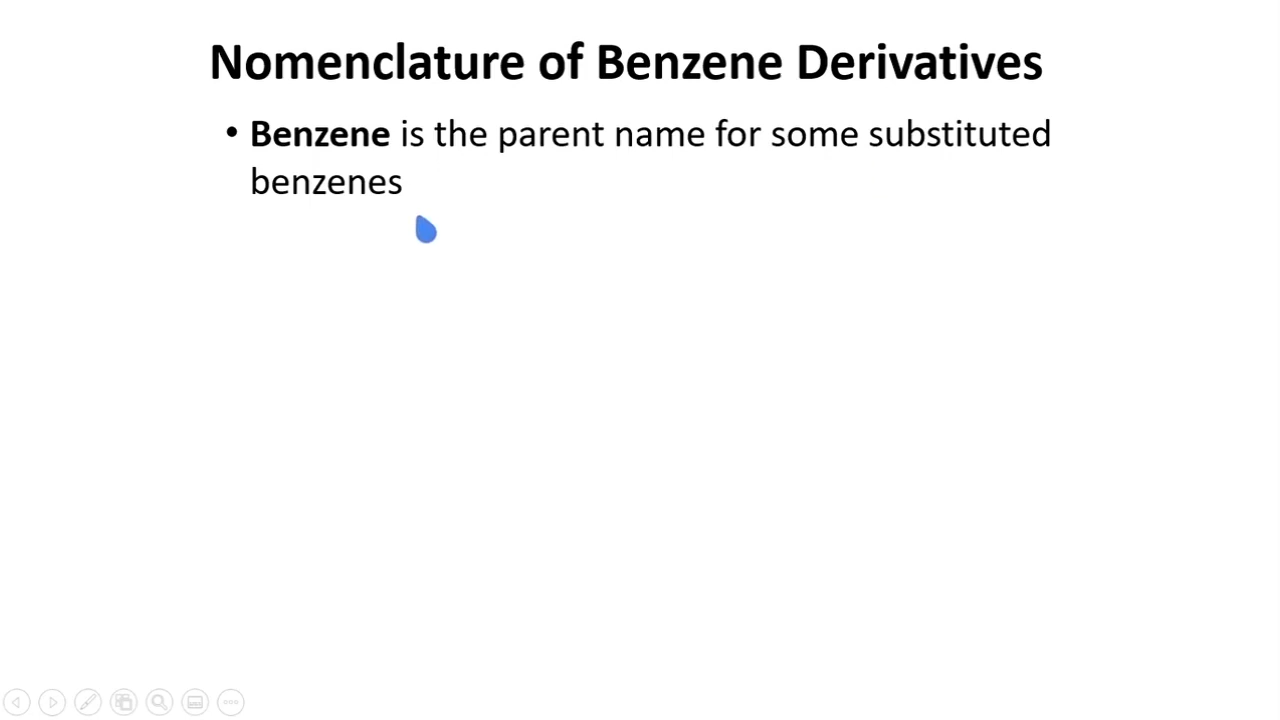 Nomenclature of Benzene Derivatives
• Benzene is the parent name for some substituted
benzenes